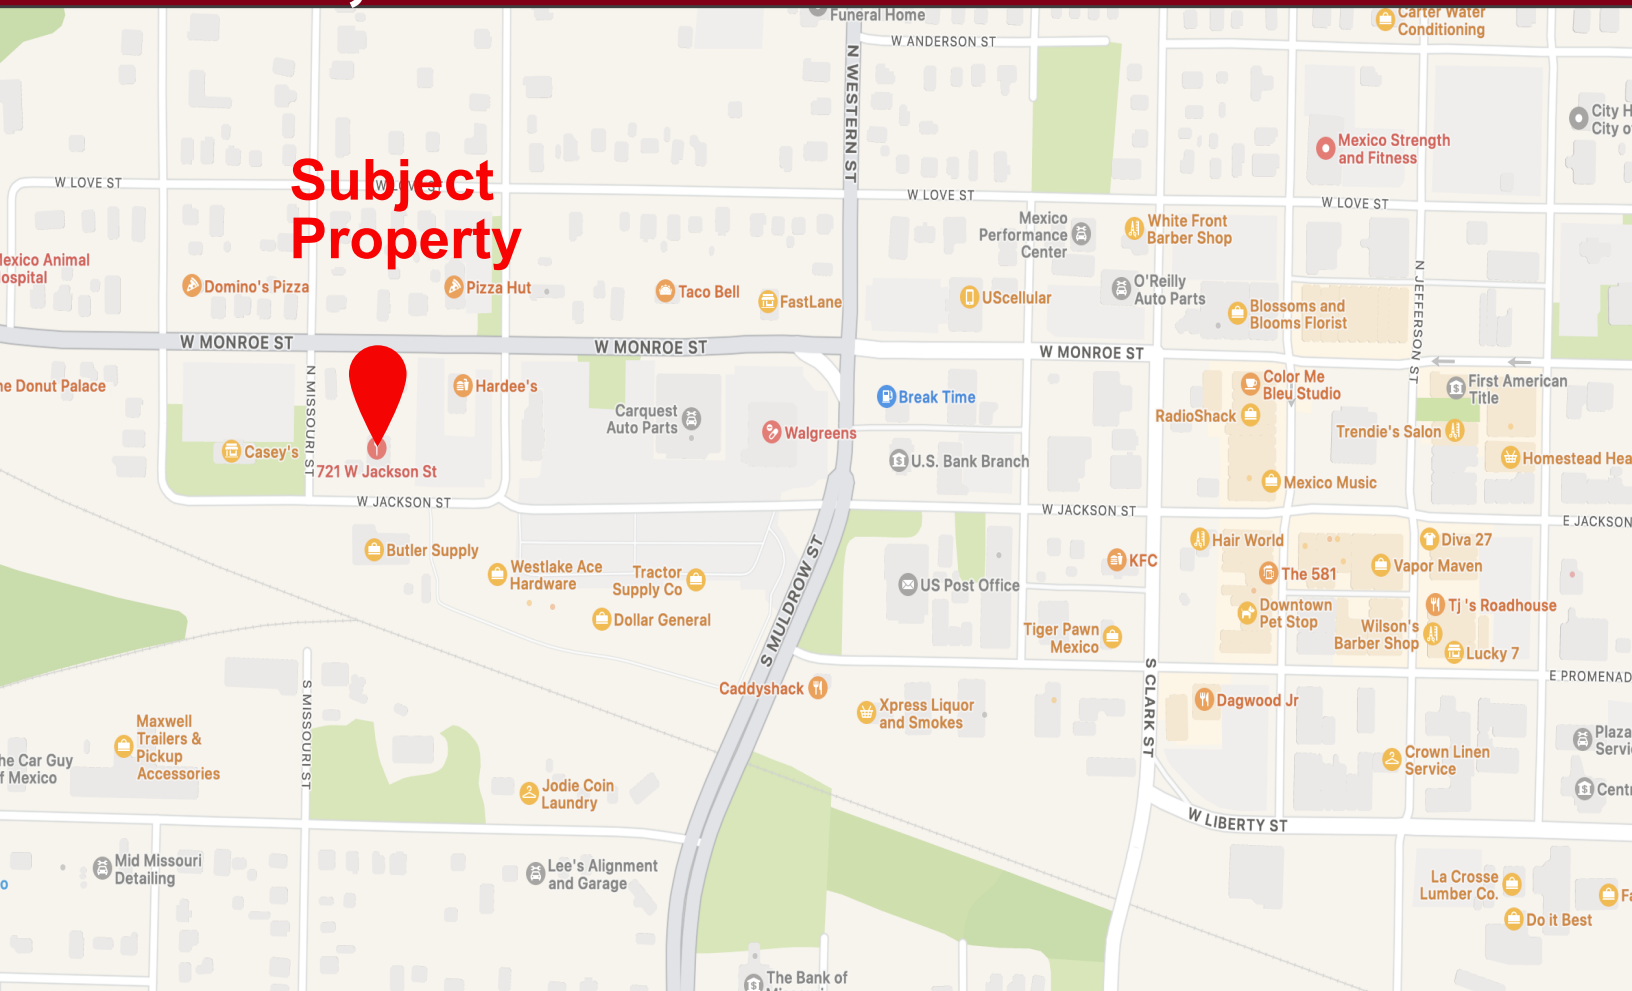 Funeral Home
Carter Water
Conditioning
W ANDERSON ST
N WESTERN ST
City
Mexico Strength
and Fitness
Subject
Property
W LOVE ST
W LOVE ST
W LOVE ST
W LOVE ST
Mexico
Performance
Center
White Front
Barber Shop
Animal
O'Reilly
Auto Parts
Domino's Pizza
Pizza Hut
Taco Bell
FastLane
UScellular
Blossoms and
Blooms Florist
N JEFFERSON ST
W MONROE ST
W MONROE ST
W MONROE ST
Donut Palace
N MISSOURI ST
Hardee's
Carquest
Auto Parts
Break Time
Color Me
Bleu Studio
First American
Title
RadioShack
Walgreens
Trendie's Salon
Casey's
721 W Jackson St
U.S. Bank Branch
Homestead
Mexico Music
W JACKSON ST
W JACKSON ST
E JACKSON
Butler Supply
Westlake Ace
Hardware
Tractor
Supply Co
Dollar General
S MULDROW ST
US Post Office
KFC
Hair World
The 581
Diva 27
Vapor Maven
Downtown
Pet Stop
Tj 's Roadhouse
Wilson's
Barber Shop
Lucky 7
Tiger Pawn
Mexico
E PROMENAD
S MISSOURI ST
Caddyshack
Xpress Liquor
and Smokes
S CLARK ST
Dagwood Jr
Maxwell
Trailers &
Pickup
Accessories
Car Guy
Mexico
Crown Linen
Service
Plaza
Jodie Coin
Laundry
W LIBERTY ST
Mid Missouri
Detailing
Lee's Alignment
and Garage
La Crosse
Lumber Co.
Do it Best
The Bank of